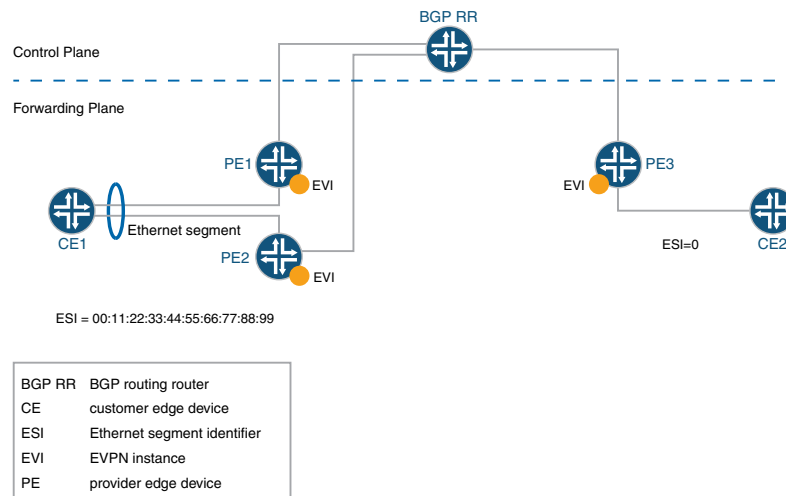 BGP RR
Control Plane
Forwarding Plane
PE1
EVI
PE3
EVI
CE1
Ethernet segment
PE2
EVI
ESI=0
CE2
ESI = 00:11:22:33:44:55:66:77:88:99
BGP RR BGP routing router
CE customer edge device
ESI Ethernet segment identifier
EVI EVPN instance
PE provider edge device